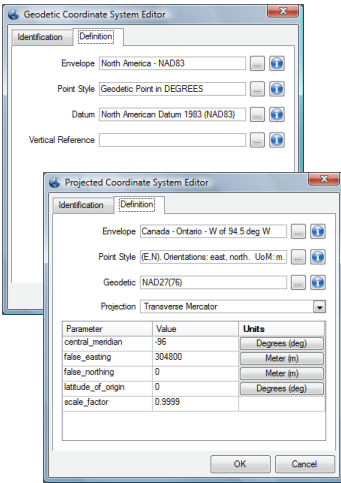 Geodetic Coordinate System Editor
Identification Definition
Envelope North America - NAD83 ...
Point Style Geodetic Point in DEGREES ...
Datum North American Datum 1983 (NAD83) ...
Vertical Reference ...
Projected Coordinate System Editor
Identification Definition
Envelope Canada - Ontario - W of 94.5 deg W ...
Point Style (E,N). Orientations: east, north. UoM: m. ...
Geodetic NAD27(76) ...
Projection Transverse Mercator
Parameter Value Units
central_meridian -96 Degrees (deg)
false_easting 304800 Meter (m)
false_northing 0 Meter (m)
latitude_of_origin 0 Degrees (deg)
scale_factor 0.9999
OK Cancel